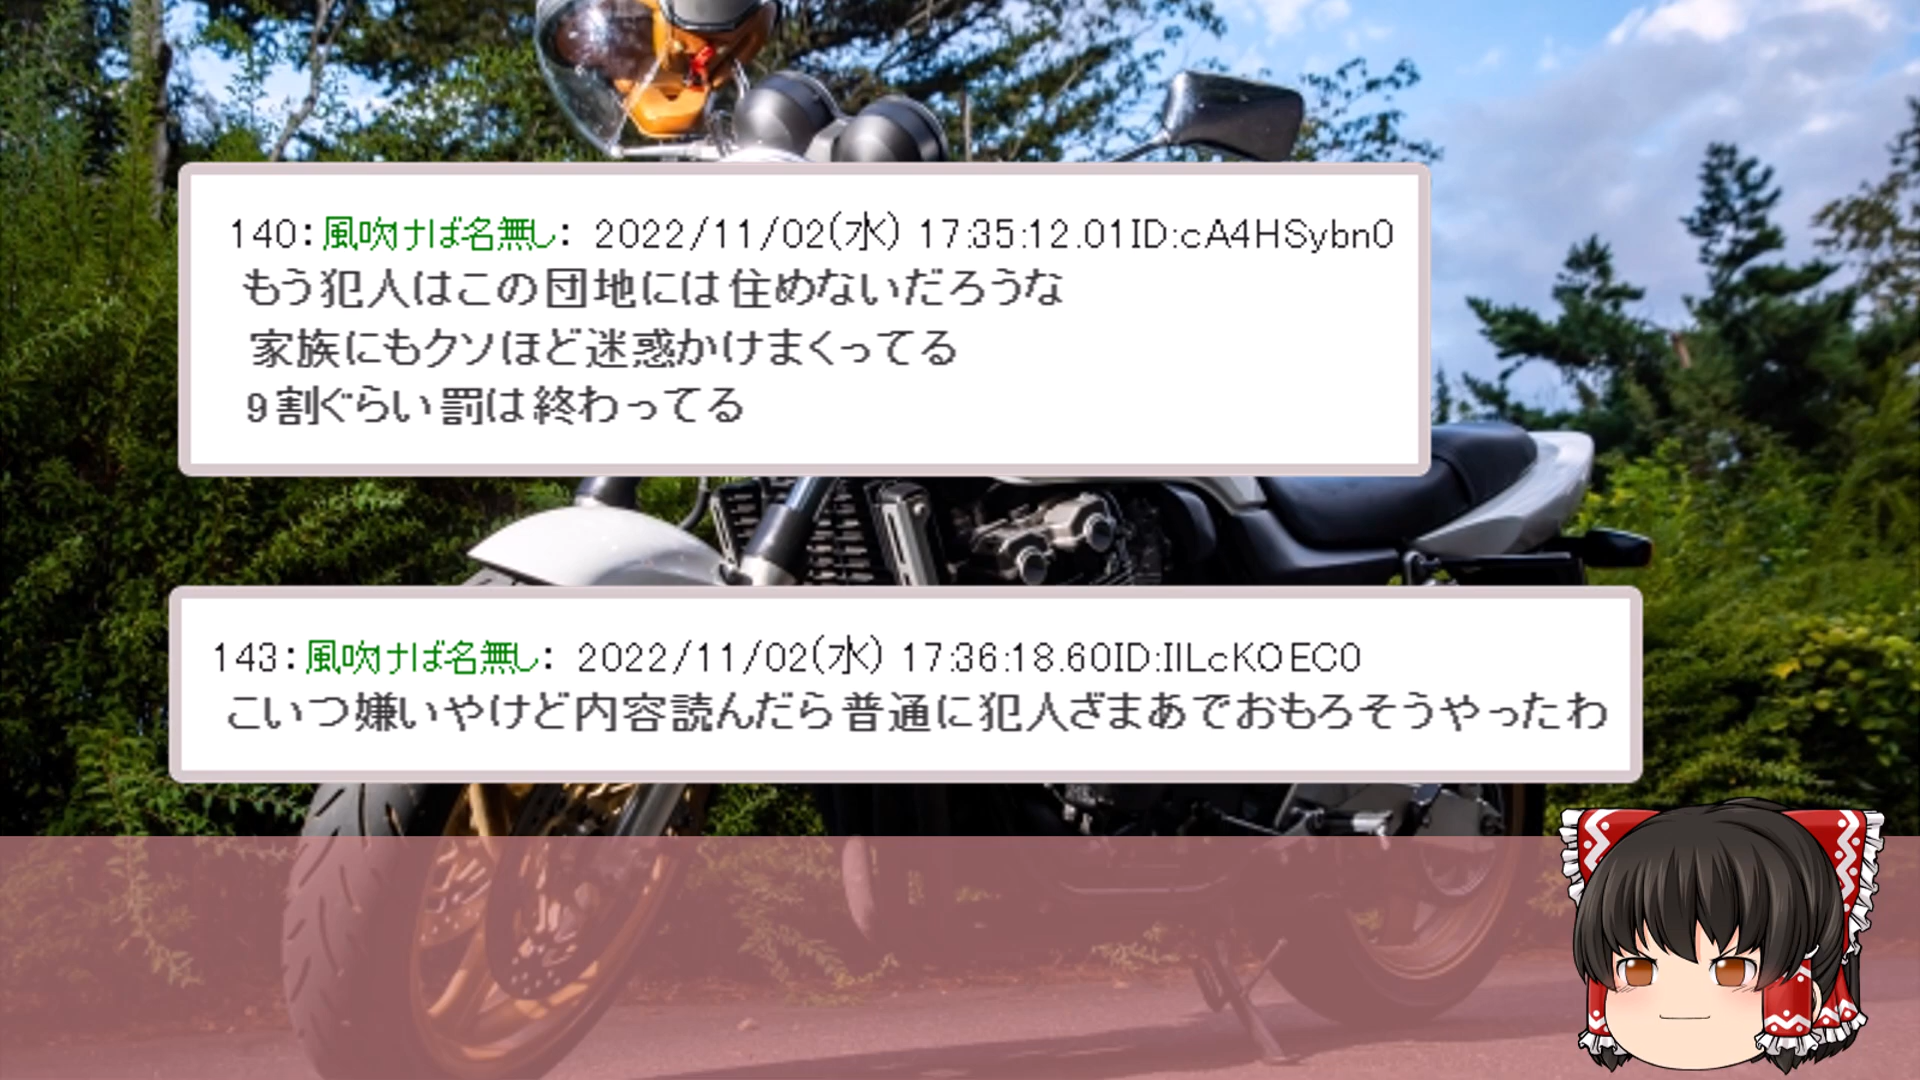 140:風吹けば名無し: 2022/11/02(水) 17:35:12.01ID:cA4HSybn0
もう犯人はこの団地には住めないだろうな
家族にもクソほど迷惑かけまくってる
9割ぐらい罰は終わってる
143:風吹けば名無し: 2022/11/02(水) 17:36:18.60ID:IlLcKOEC0
こいつ嫌いやけど内容読んだら普通に犯人ざまあでおもろそうやったわ